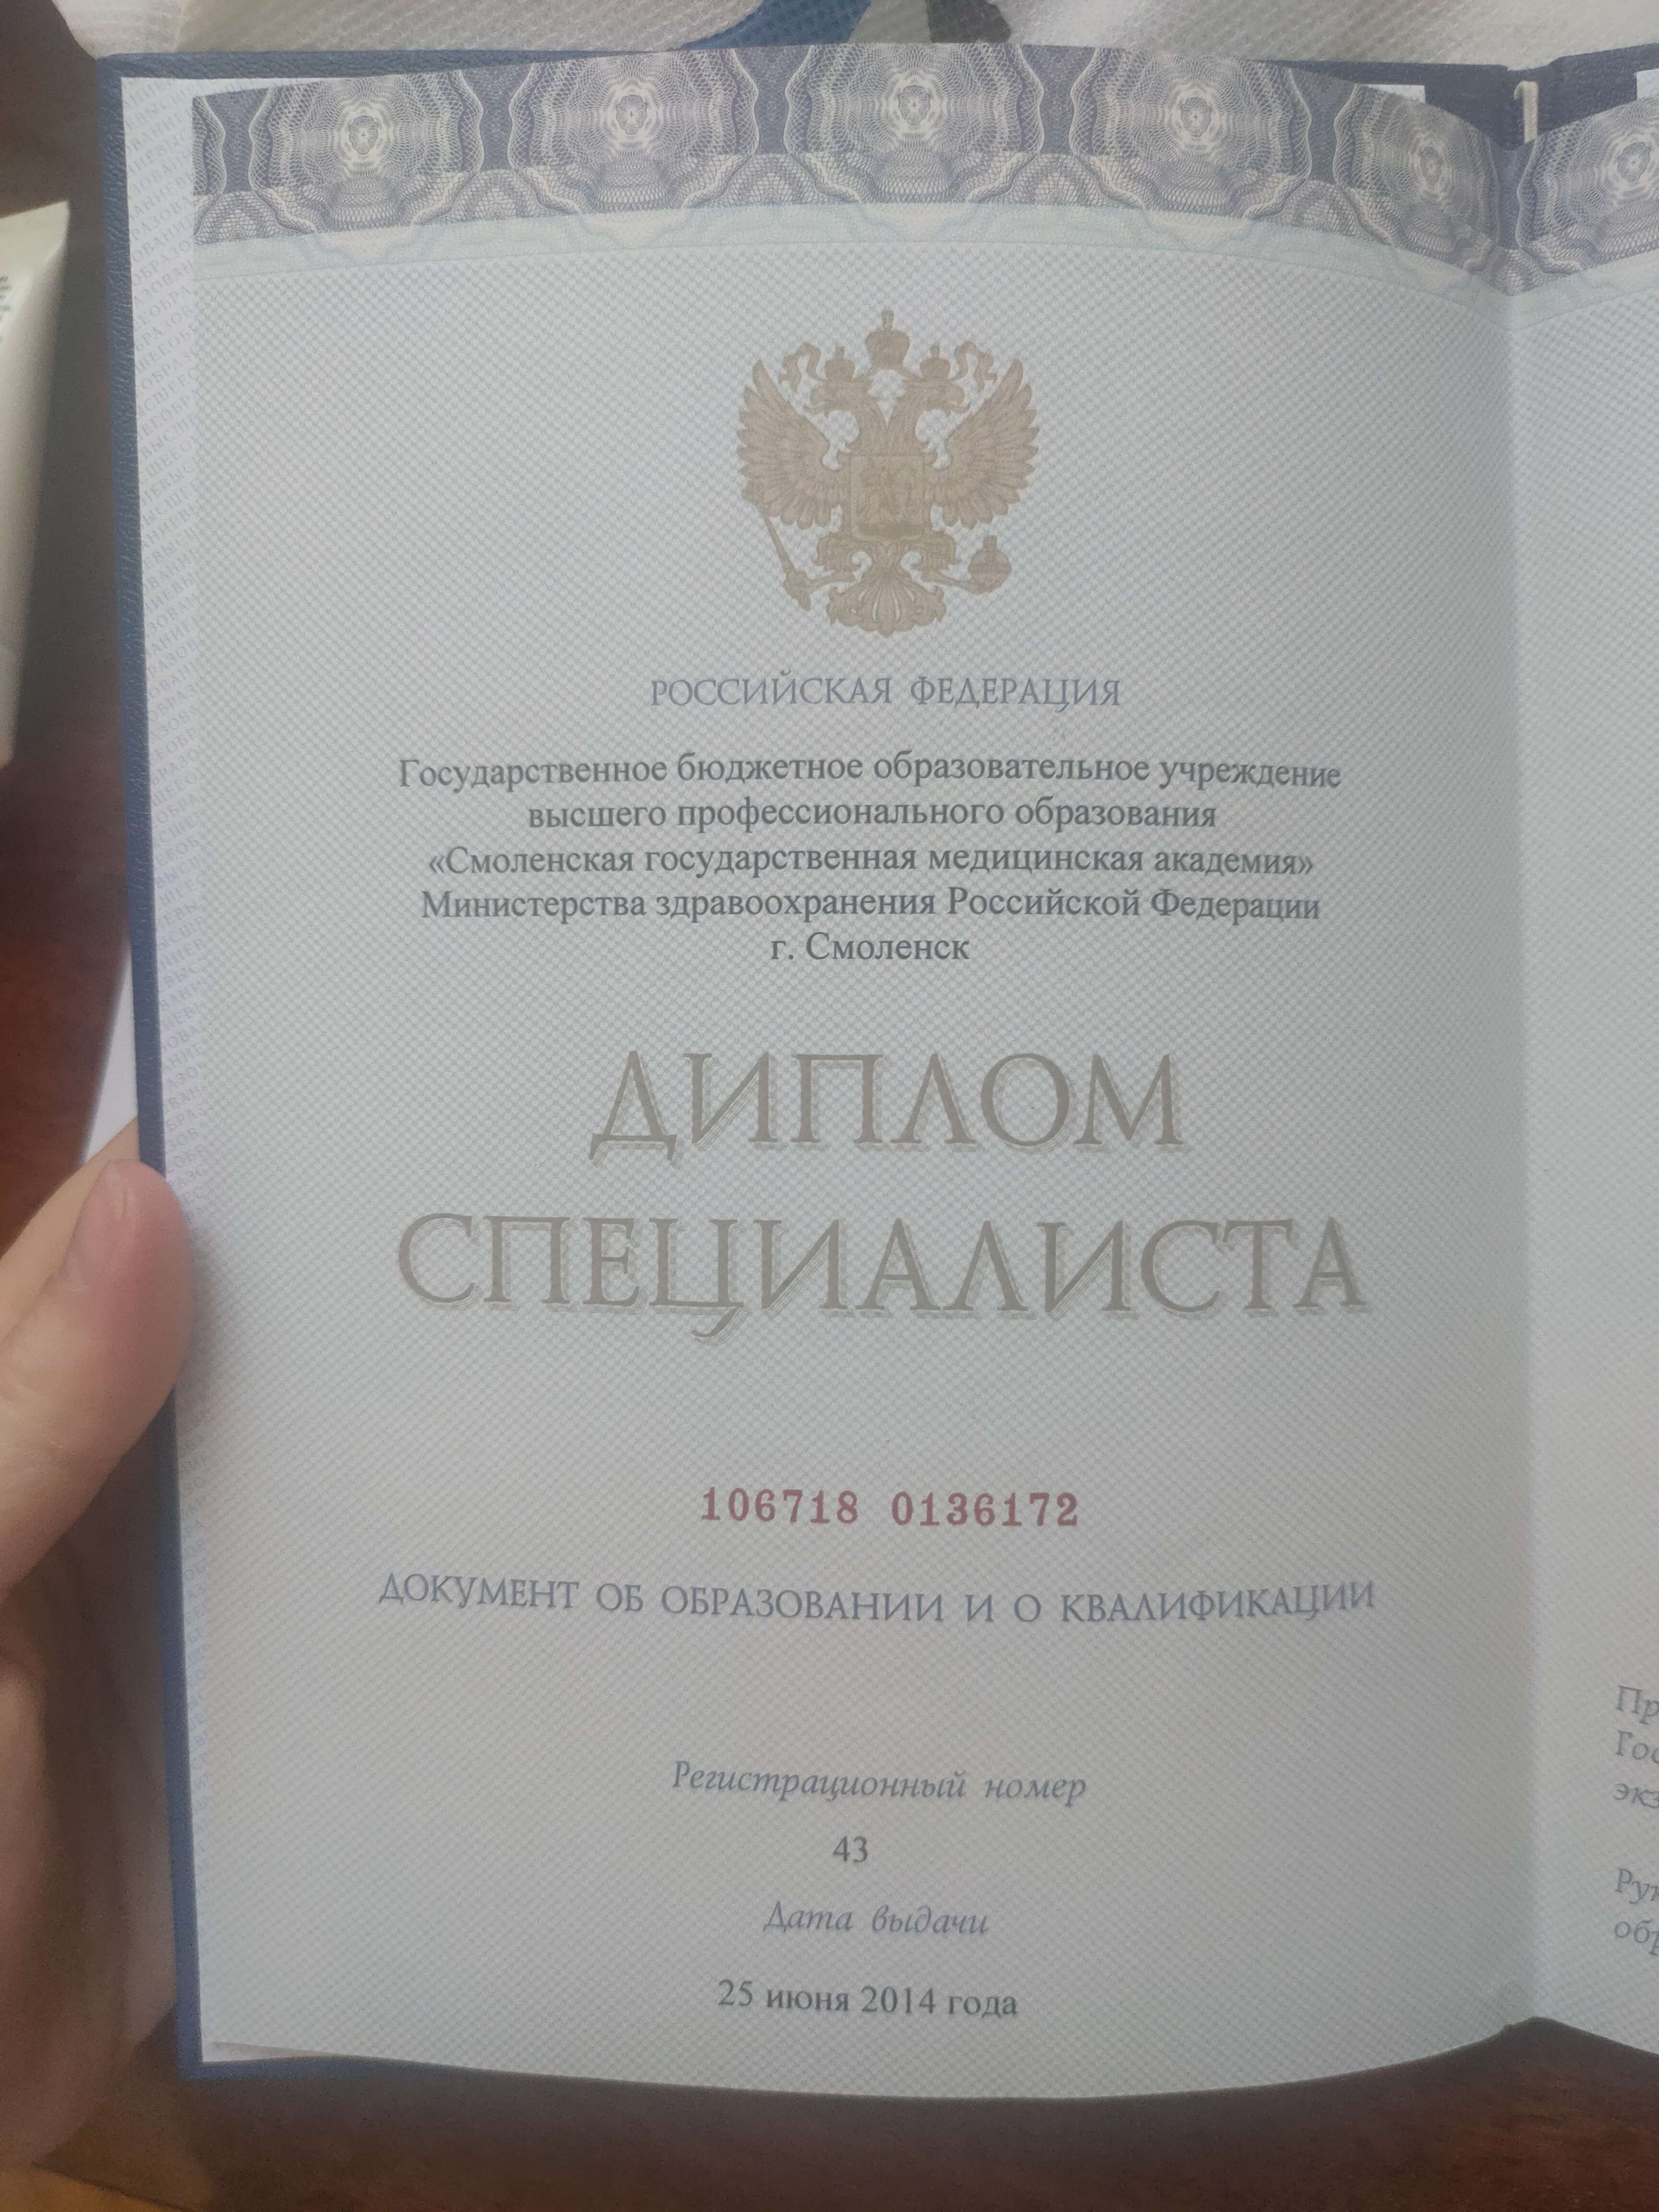 РОССИЙСКАЯ ФЕДЕРАЦИЯ
Государственное бюджетное образовательное учреждение
высшего профессионального образования
«Смоленская государственная медицинская академия»
Министерства здравоохранения Российской Федерации
г. Смоленск
ДИПЛОМ
СПЕЦИАЛИСТА
106718 0136172
ДОКУМЕНТ ОБ ОБРАЗОВАНИИ И О КВАЛИФИКАЦИИ
Регистрационный номер
43
Дата выдачи
25 июня 2014 года